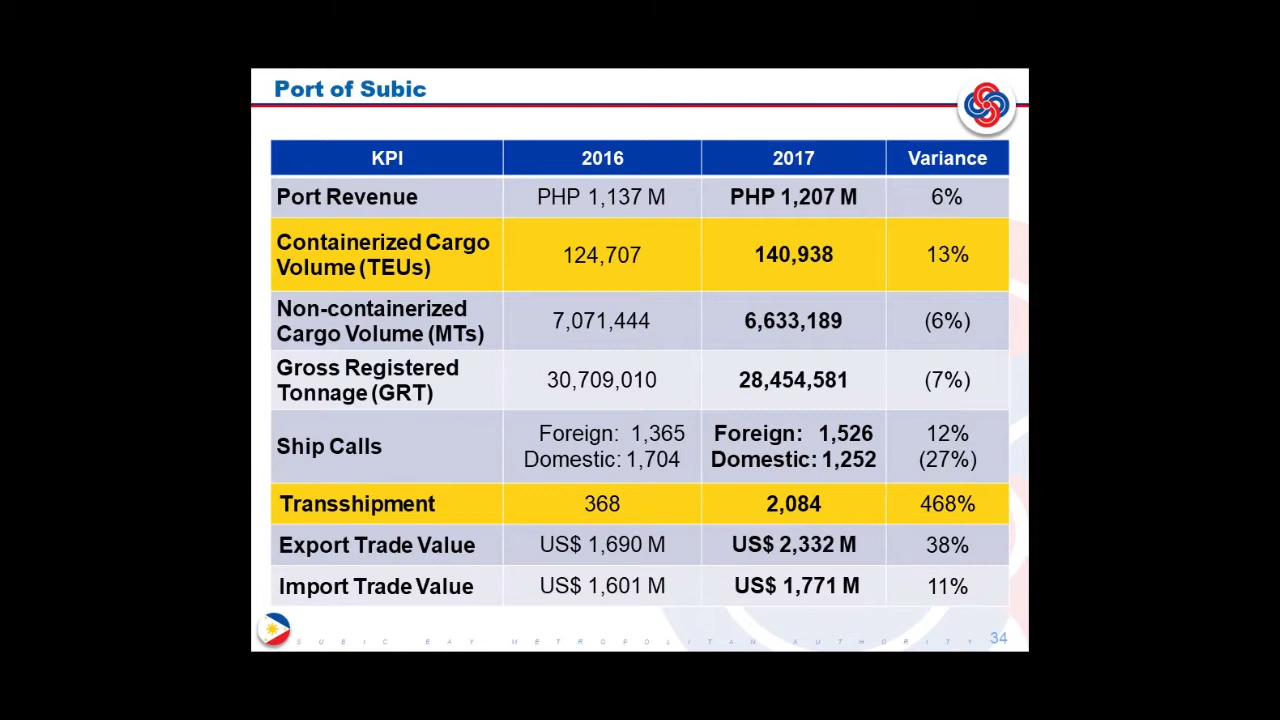 Port of Subic
KPI 2016 2017 Variance
Port Revenue PHP 1,137 M PHP 1,207 M 6%
Containerized Cargo
Volume (TEUs) 124,707 140,938 13%
Non-containerized
Cargo Volume (MTs) 7,071,444 6,633,189 (6%)
Gross Registered
Tonnage (GRT) 30,709,010 28,454,581 (7%)
Ship Calls
Foreign: 1,365 Foreign: 1,526 12%
Domestic: 1,704 Domestic: 1,252 (27%)
Transshipment 368 2,084 468%
Export Trade Value US$ 1,690 M US$ 2,332 M 38%
Import Trade Value US$ 1,601 M US$ 1,771 M 11%
SUBIC BAY METROPOLITAN AUTHORITY 34